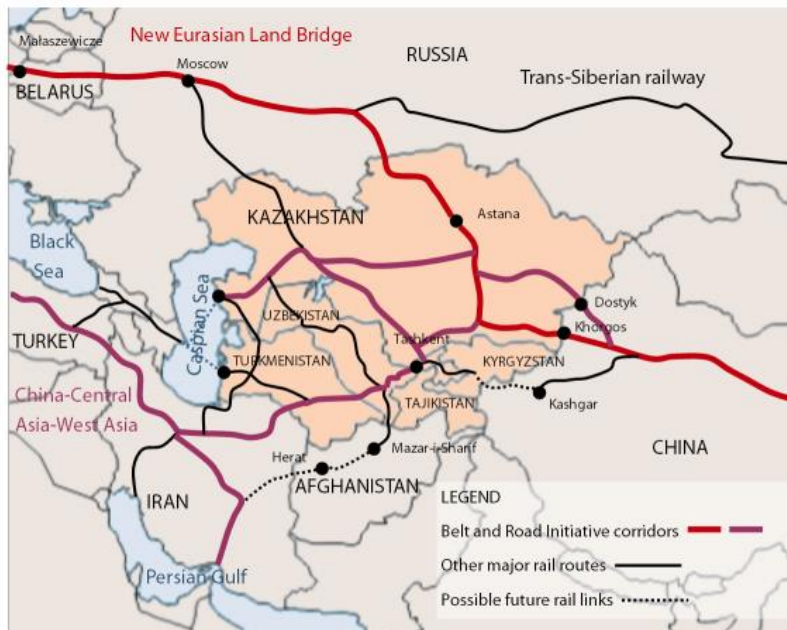 Małaszewicze
New Eurasian Land Bridge
RUSSIA
Moscow
Trans-Siberian railway
BELARUS
KAZAKHSTAN
Astana
Black
Sea
Caspian Sea
Dostyk
UZBEKISTAN
Khorgos
TURKEY
Tashkent
TURKMENISTAN
KYRGYZSTAN
China-Central
Asia-West Asia
TAJIKISTAN
Kashgar
Mazar-i-Sharif
CHINA
Herat
AFGHANISTAN
IRAN
Persian Gulf
LEGEND
Belt and Road Initiative corridors
Other major rail routes
Possible future rail links